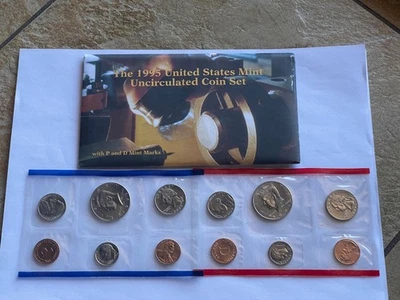 The 1995 United States Mint
Uncirculated Coin Set
with P and D Mint Marks